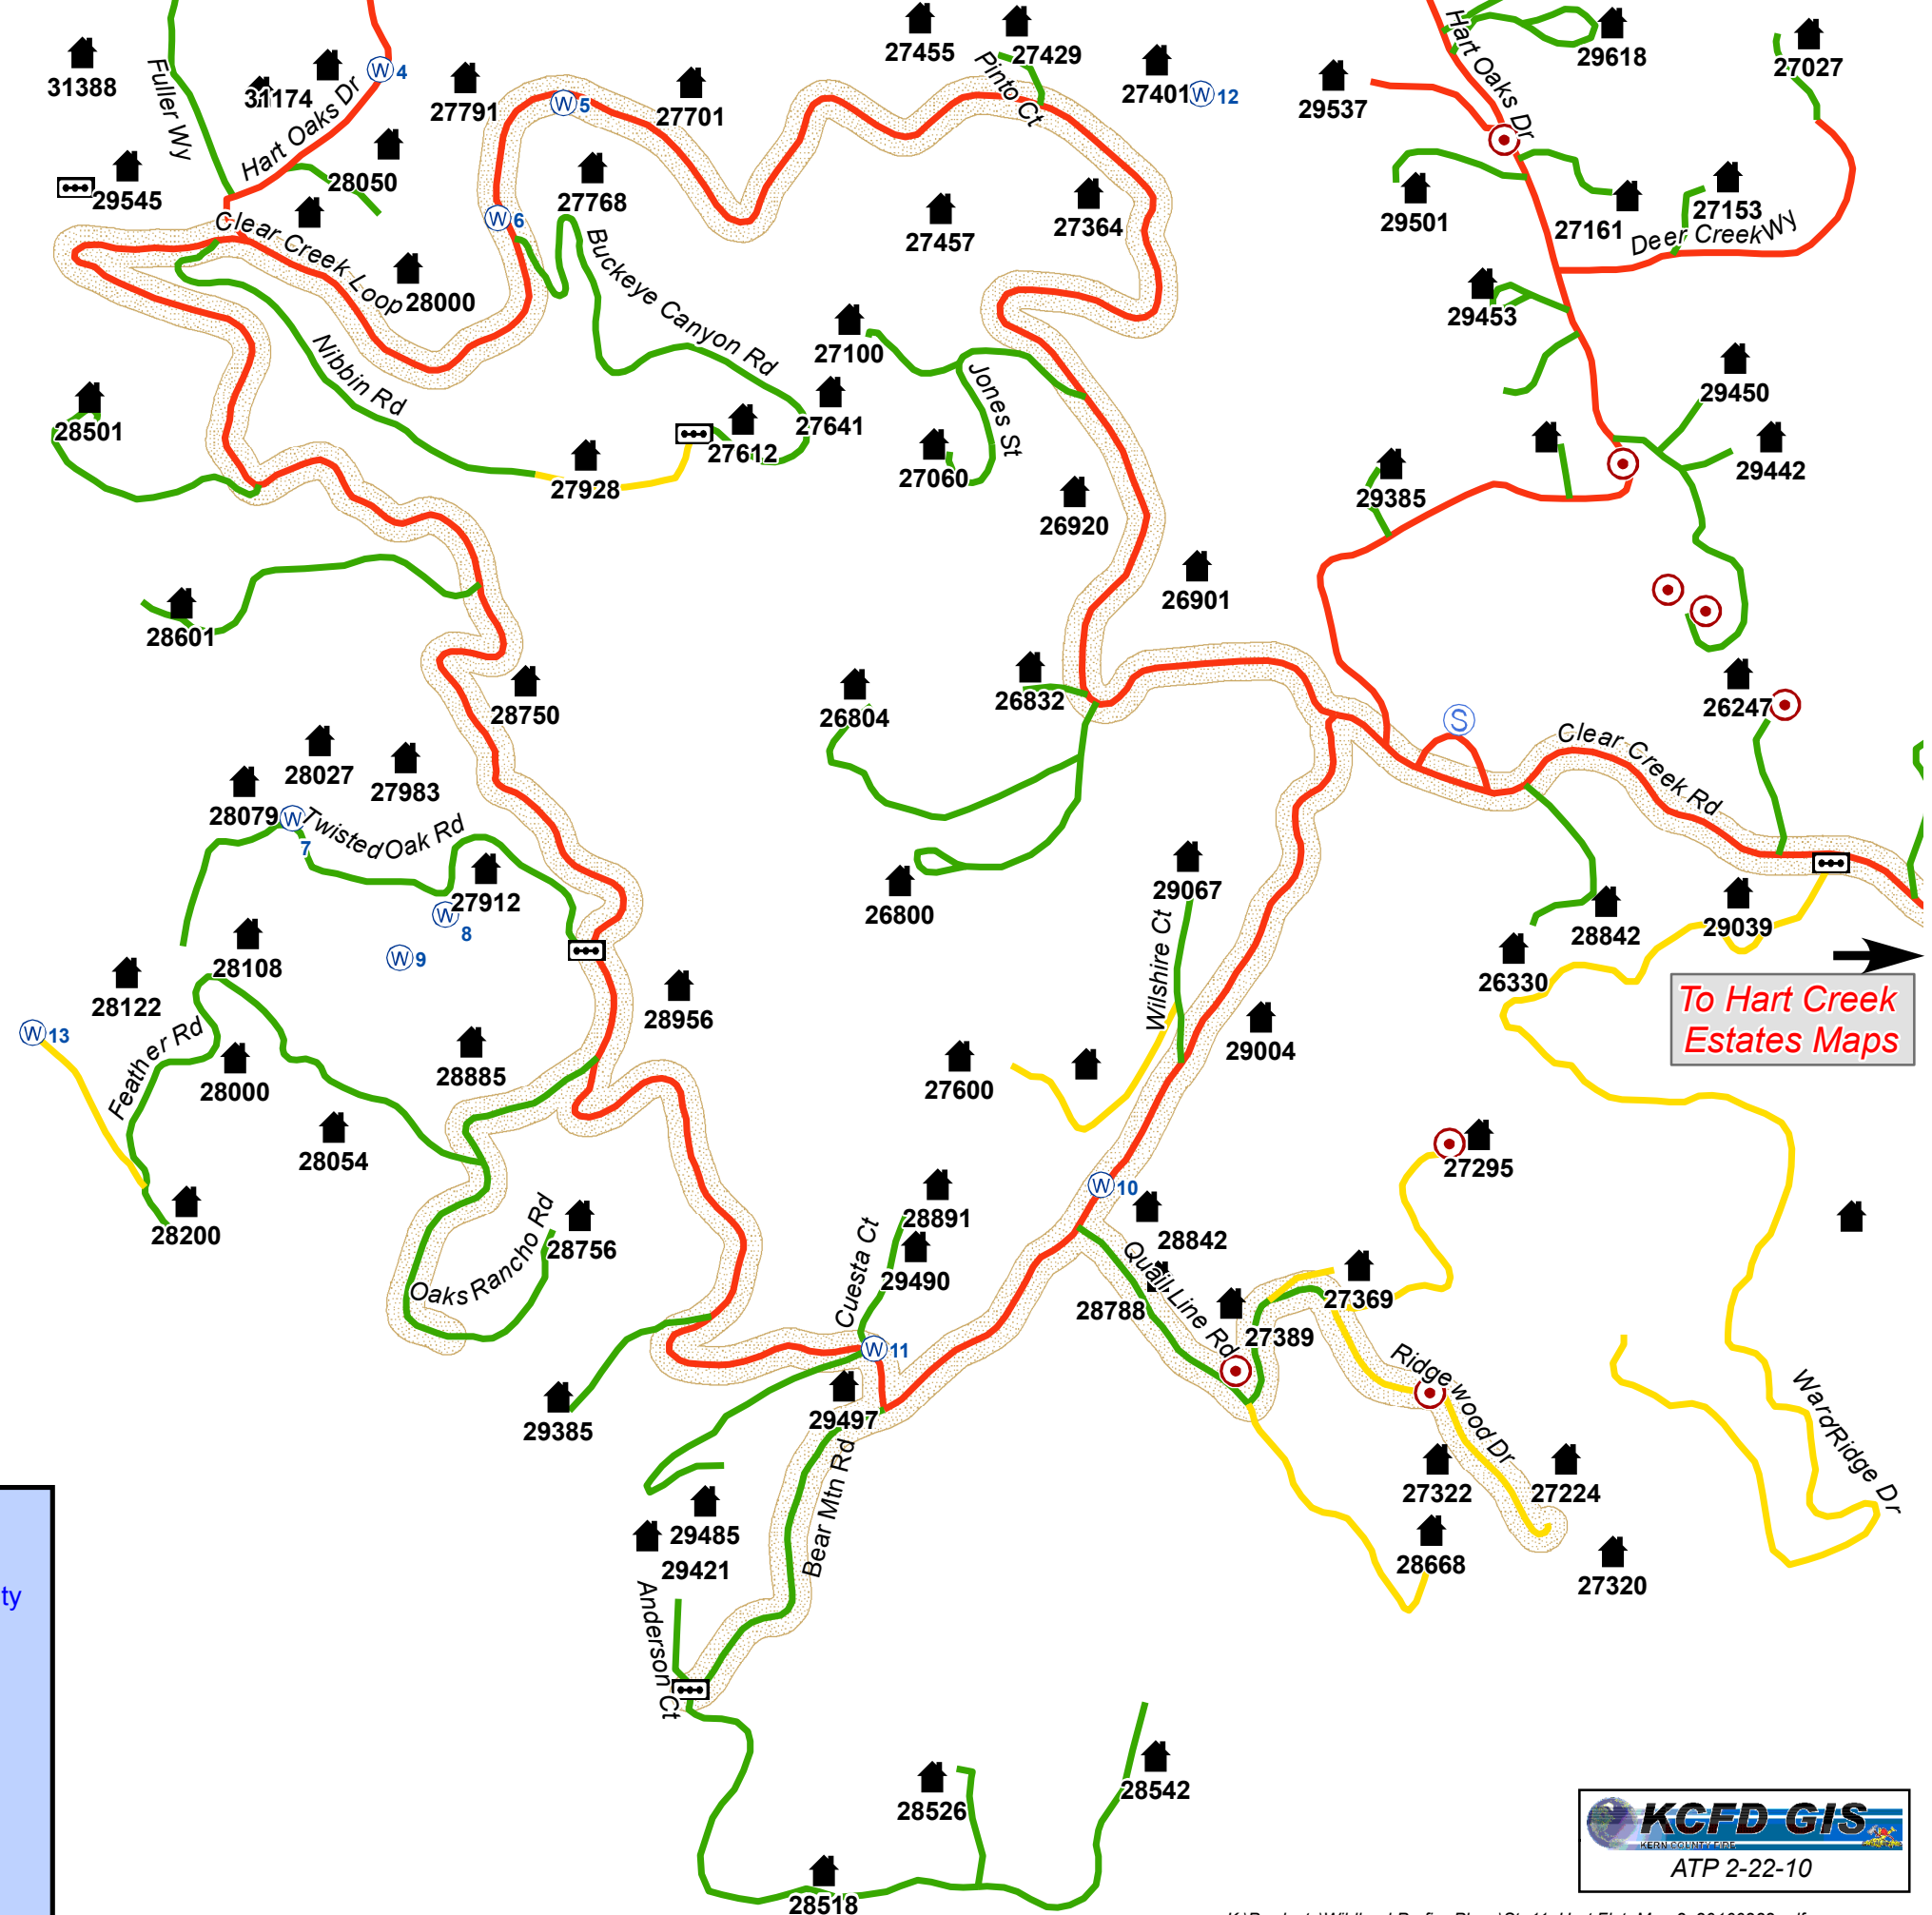 27455
27429
29618
27027
31388
Fuller Wy
31174
Hart Oaks Dr
W 4
27791
W 5
27701
Pinto Ct
27401
W 12
29537
Hart Oaks Dr
29545
28050
27768
W 6
27457
27364
29501
27161
27153
Deer Creek Wy
Clear Creek Loop
28000
Buckeye Canyon Rd
29453
27100
Nibbin Rd
Jones St
29450
28501
27641
27612
27060
29442
27928
29385
26920
26901
28601
26832
28750
26804
26247
S
Clear Creek Rd
28027
27983
28079
W 7
Twisted Oak Rd
27912
W 8
26800
29067
28842
29039
W 9
28108
28122
28956
Wilshire Ct
26330
To Hart Creek
Estates Maps
W 13
Feather Rd
28000
28885
27600
29004
28054
27295
28200
28756
Oaks Rancho Rd
28891
W 10
28842
Cuesta Ct
29490
Quail Line Rd
28788
27369
27389
W 11
Ridgewood Dr
Ward Ridge Dr
29385
29497
Bear Mtn Rd
27322
27224
29485
29421
28668
27320
ty
Anderson Ct
28542
28526
28518
KCFD GIS
KERN COUNTY FIRE
ATP 2-22-10